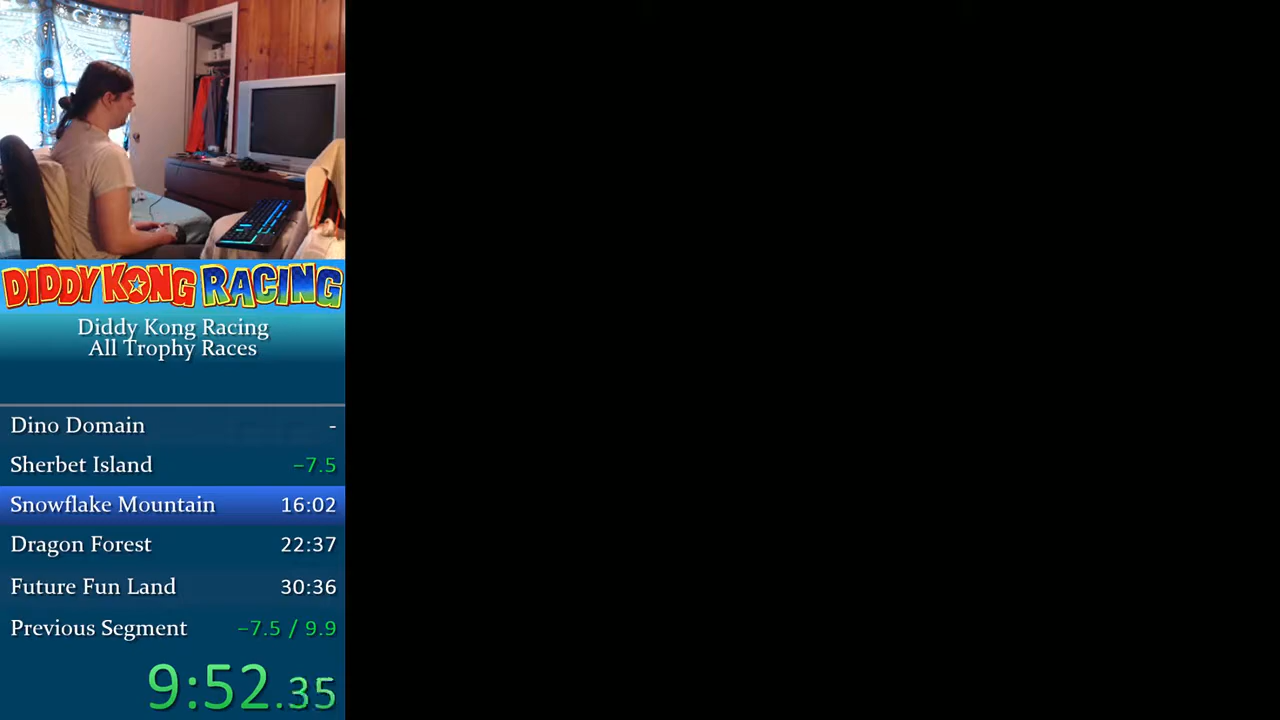 DIDDY KONG RACING
Diddy Kong Racing
All Trophy Races
Dino Domain -
Sherbet Island −7.5
Snowflake Mountain 16:02
Dragon Forest 22:37
Future Fun Land 30:36
Previous Segment −7.5 / 9.9
9:52.35